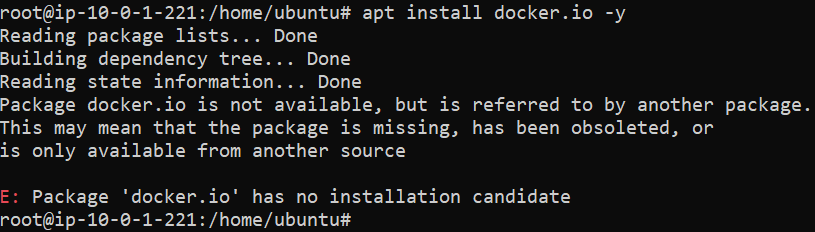 root@ip-10-0-1-221:/home/ubuntu# apt install docker.io -y
Reading package lists... Done
Building dependency tree... Done
Reading state information... Done
Package docker.io is not available, but is referred to by another package.
This may mean that the package is missing, has been obsoleted, or
is only available from another source

E: Package 'docker.io' has no installation candidate
root@ip-10-0-1-221:/home/ubuntu#